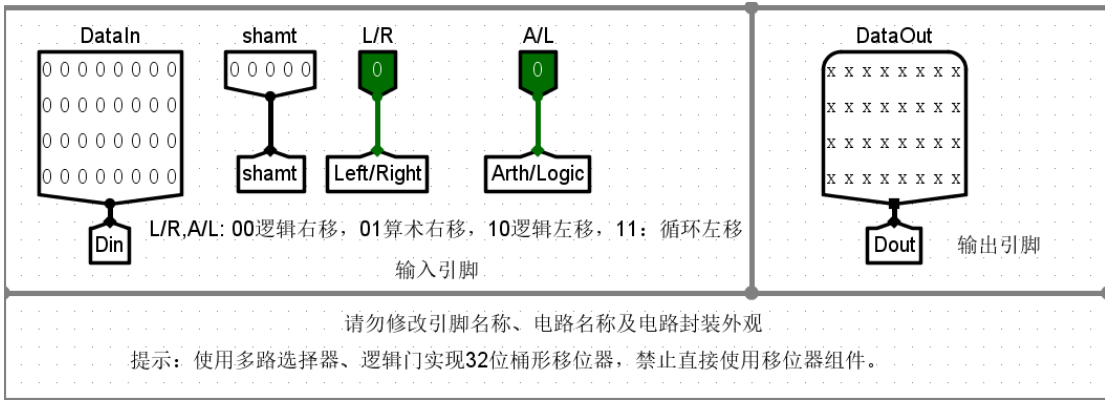 DataIn shamt L/R A/L DataOut
0 0 0 0 0 0 0 0 0 0 0 0 0 0 0 x x x x x x x x
0 0 0 0 0 0 0 0 x x x x x x x x
0 0 0 0 0 0 0 0 x x x x x x x x
0 0 0 0 0 0 0 0 shamt Left/Right Arth/Logic x x x x x x x x
L/R,A/L: 00逻辑右移，01算术右移，10逻辑左移，11：循环左移
Din Dout 输出引脚
输入引脚
请勿修改引脚名称、电路名称及电路封装外观
提示：使用多路选择器、逻辑门实现32位桶形移位器，禁止直接使用移位器组件。